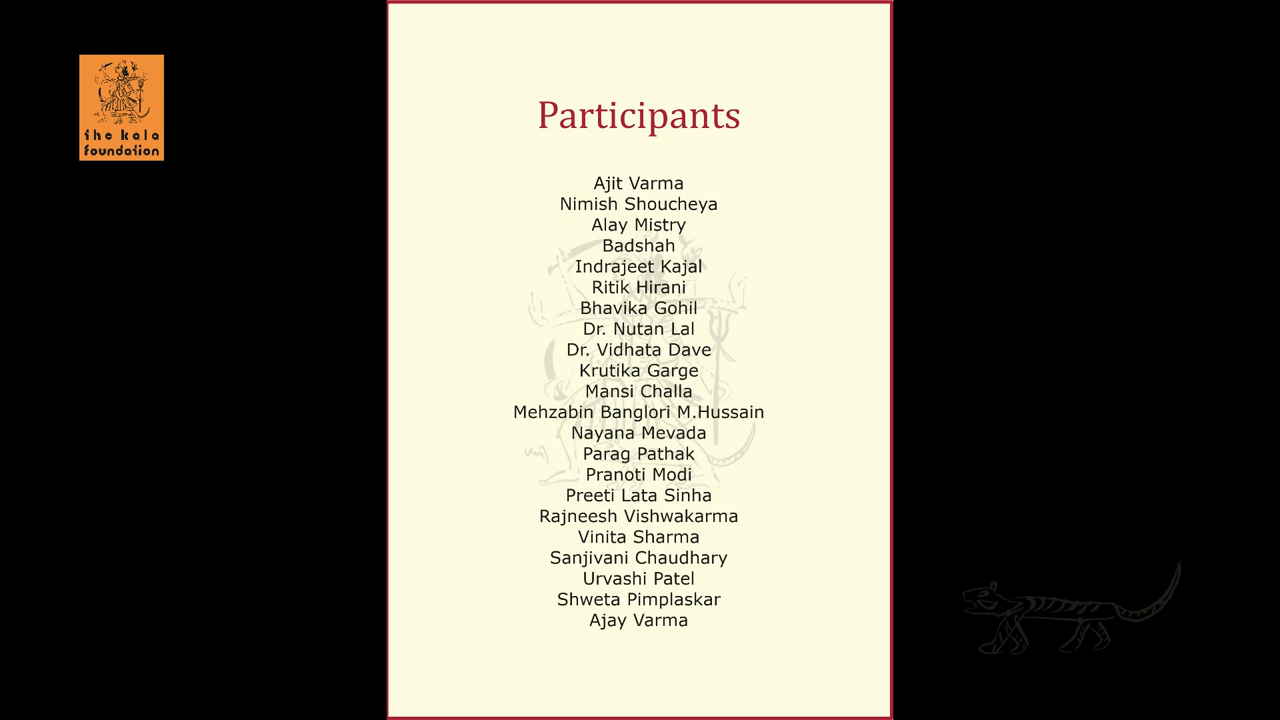 the kala
foundation
Participants
Ajit Varma
Nimish Shoucheya
Alay Mistry
Badshah
Indrajeet Kajal
Ritik Hirani
Bhavika Gohil
Dr. Nutan Lal
Dr. Vidhata Dave
Krutika Garge
Mansi Challa
Mehzabin Banglori M.Hussain
Nayana Mevada
Parag Pathak
Pranoti Modi
Preeti Lata Sinha
Rajneesh Vishwakarma
Vinita Sharma
Sanjivani Chaudhary
Urvashi Patel
Shweta Pimplaskar
Ajay Varma